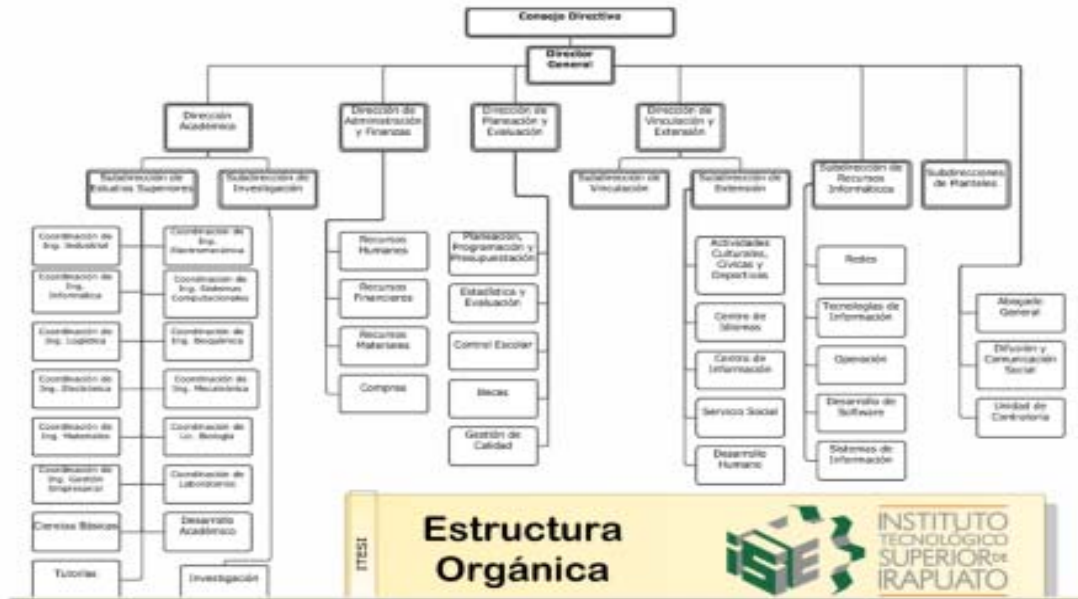 Consejo Directivo
Director
General
Dirección
Académica
Dirección de
Administración
y Finanzas
Dirección de
Planeación y
Evaluación
Dirección de
Vinculación y
Extensión
Subdirección de
Estudios Superiores
Subdirección de
Investigación
Subdirección de
Vinculación
Subdirección de
Extensión
Subdirección de
Recursos
Informáticos
Subdirecciones
de Planteles
Coordinación de
Ing. Industrial
Coordinación de
Ing.
Informática
Coordinación de
Ing. Logística
Coordinación de
Ing. Electrónica
Coordinación de
Ing. Materiales
Coordinación de
Ing. Gestión
Empresarial
Ciencias Básicas
Tutorías
Coordinación de
Ing.
Electromecánica
Coordinación de
Ing. Sistemas
Computacionales
Coordinación de
Ing. Bioquímica
Coordinación de
Ing. Mecatrónica
Coordinación de
Lic. Biología
Coordinación de
Laboratorios
Desarrollo
Académico
Investigación
Recursos
Humanos
Recursos
Financieros
Recursos
Materiales
Compras
Planeación,
Programación y
Presupuestación
Estadística y
Evaluación
Control Escolar
Becas
Gestión de
Calidad
Actividades
Culturales,
Cívicas y
Deportivas
Centro de
Idiomas
Centro de
Información
Servicio Social
Desarrollo
Humano
Redes
Tecnologías de
Información
Operación
Desarrollo de
Software
Sistemas de
Información
Abogado
General
Difusión y
Comunicación
Social
Unidad de
Contraloría
ITESI
Estructura
Orgánica
INSTITUTO
TECNOLÓGICO
SUPERIOR DE
IRAPUATO